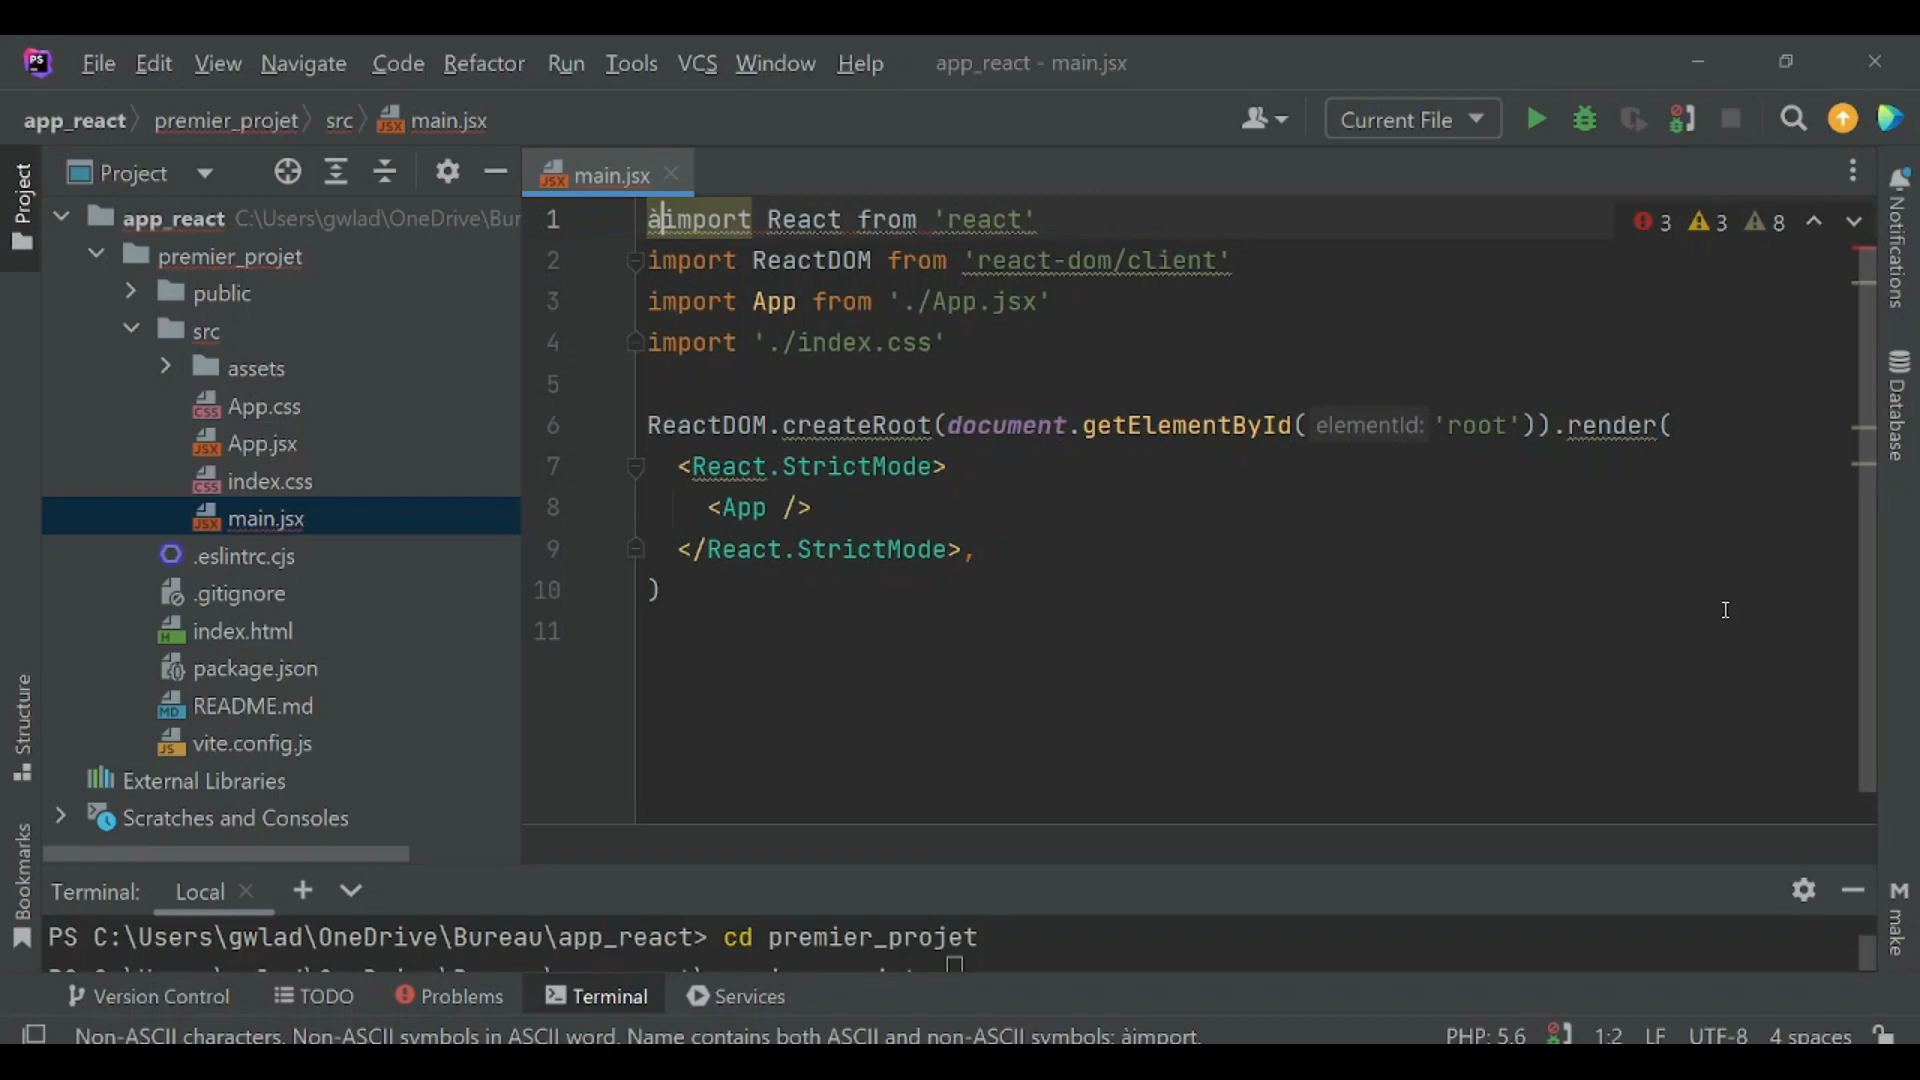 PS File Edit View Navigate Code Refactor Run Tools VCS Window Help app_react - main.jsx
app_react premier_projet src main.jsx Current File
Project main.jsx
app_react C:\Users\gwlad\OneDrive\Bur
premier_projet
public
src
assets
App.css
App.jsx
index.css
main.jsx
.eslintrc.cjs
.gitignore
index.html
package.json
README.md
vite.config.js
External Libraries
Scratches and Consoles
1 àimport React from 'react' 3 3 8
2 import ReactDOM from 'react-dom/client'
3 import App from './App.jsx'
4 import './index.css'
5
6 ReactDOM.createRoot(document.getElementById( elementId: 'root')).render(
7 <React.StrictMode>
8 <App />
9 </React.StrictMode>,
10 )
11
Project
Structure
Bookmarks
Notifications
Database
M make
Terminal: Local
PS C:\Users\gwlad\OneDrive\Bureau\app_react> cd premier_projet
Version Control TODO Problems Terminal Services
Non-ASCII characters. Non-ASCII symbols in ASCII word. Name contains both ASCII and non-ASCII symbols: àimport. PHP: 5.6 1:2 LF UTF-8 4 spaces